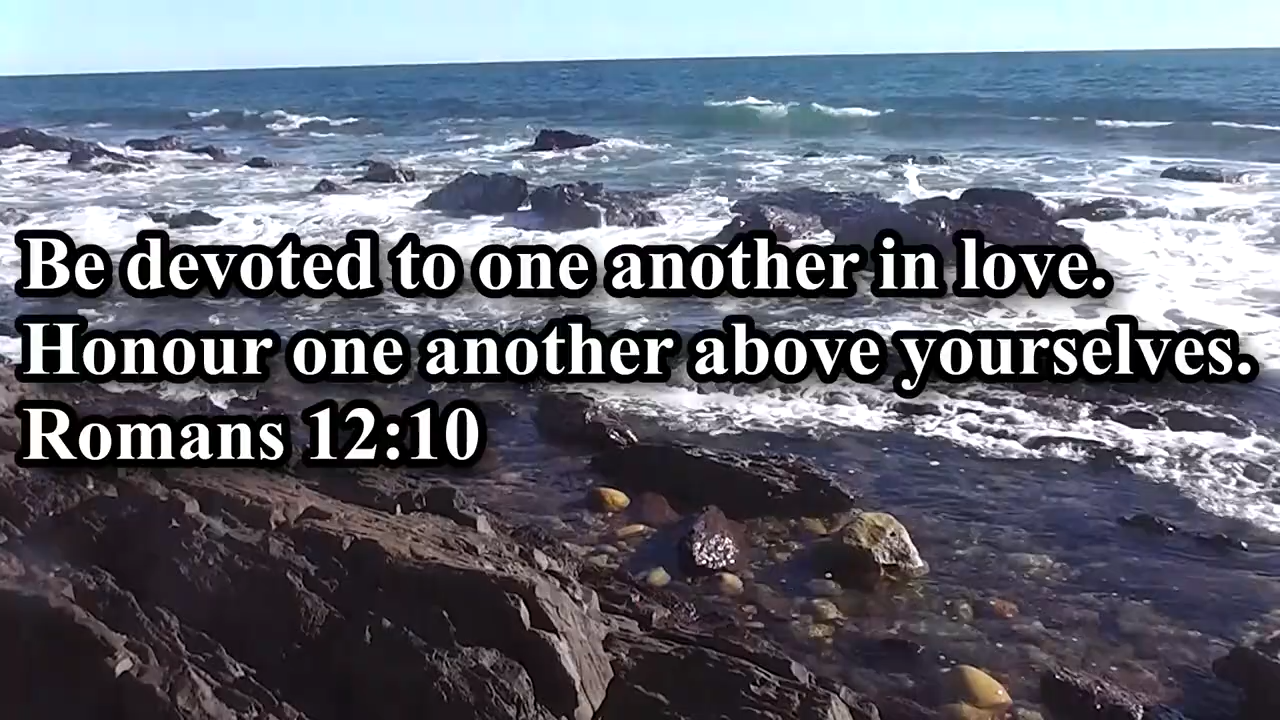 Be devoted to one another in love.
Honour one another above yourselves.
Romans 12:10